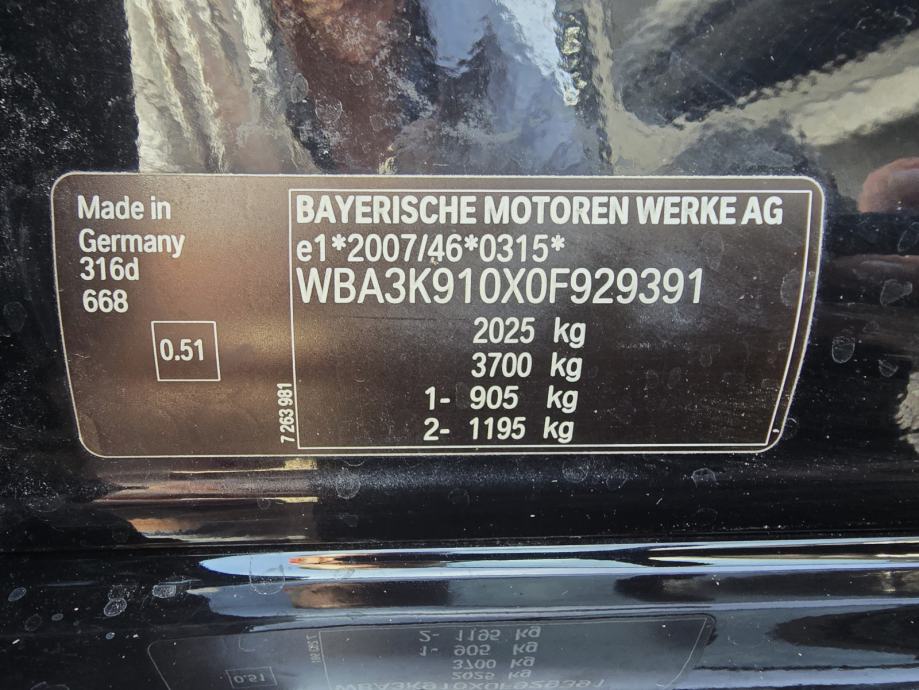 Made in
Germany
316d
668
0.51
7 263 981
BAYERISCHE MOTOREN WERKE AG
e1*2007/46*0315*
WBA3K910X0F929391
2025 kg
3700 kg
1- 905 kg
2- 1195 kg